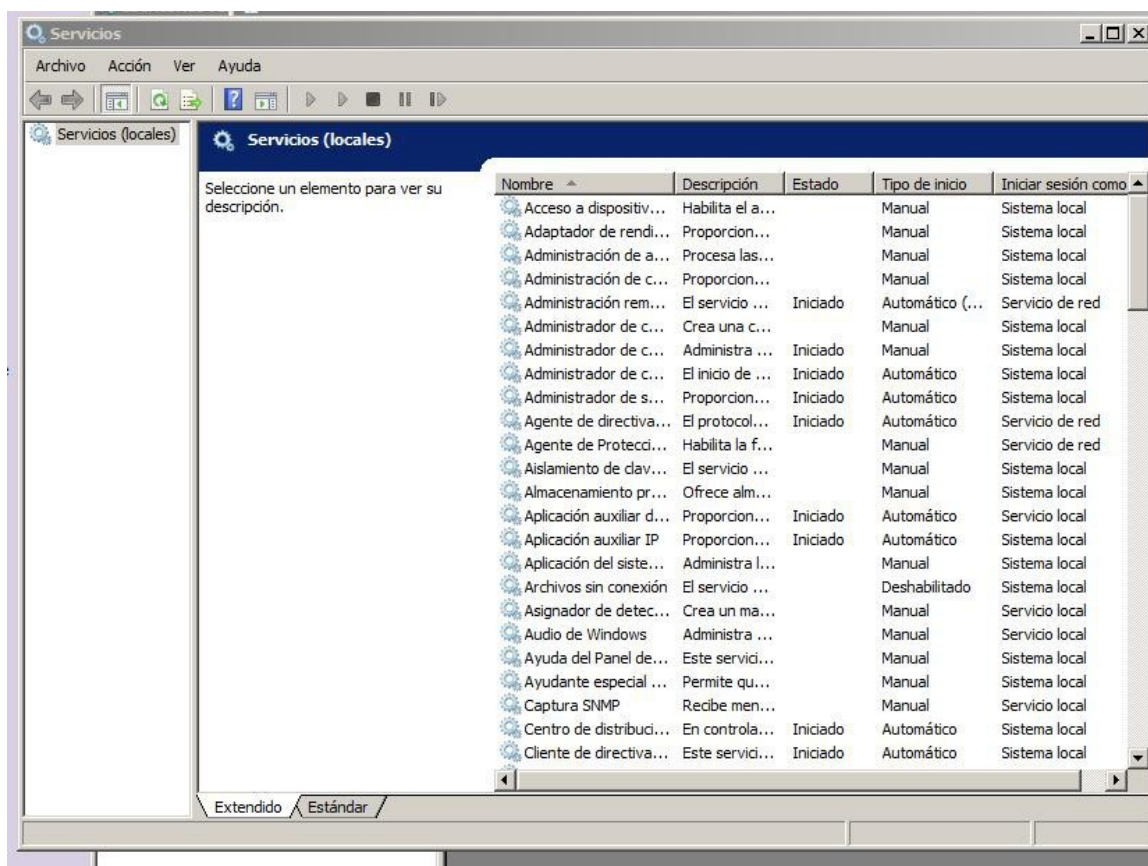 Servicios
Archivo Acción Ver Ayuda
Servicios (locales)
Servicios (locales)
Seleccione un elemento para ver su
descripción.
Nombre Descripción Estado Tipo de inicio Iniciar sesión como
Acceso a dispositiv... Habilita el a... Manual Sistema local
Adaptador de rendi... Proporcion... Manual Sistema local
Administración de a... Procesa las... Manual Sistema local
Administración de c... Proporcion... Manual Sistema local
Administración rem... El servicio ... Iniciado Automático (... Servicio de red
Administrador de c... Crea una c... Manual Sistema local
Administrador de c... Administra ... Iniciado Manual Sistema local
Administrador de c... El inicio de ... Iniciado Automático Sistema local
Administrador de s... Proporcion... Iniciado Automático Sistema local
Agente de directiva... El protocol... Iniciado Automático Servicio de red
Agente de Protecci... Habilita la f... Manual Servicio de red
Aislamiento de clav... El servicio ... Manual Sistema local
Almacenamiento pr... Ofrece alm... Manual Sistema local
Aplicación auxiliar d... Proporcion... Iniciado Automático Servicio local
Aplicación auxiliar IP Proporcion... Iniciado Automático Sistema local
Aplicación del siste... Administra l... Manual Sistema local
Archivos sin conexión El servicio ... Deshabilitado Sistema local
Asignador de detec... Crea un ma... Manual Servicio local
Audio de Windows Administra ... Manual Servicio local
Ayuda del Panel de... Este servici... Manual Sistema local
Ayudante especial ... Permite qu... Manual Sistema local
Captura SNMP Recibe men... Manual Servicio local
Centro de distribuci... En controla... Iniciado Automático Sistema local
Cliente de directiva... Este servici... Iniciado Automático Sistema local
Extendido Estándar